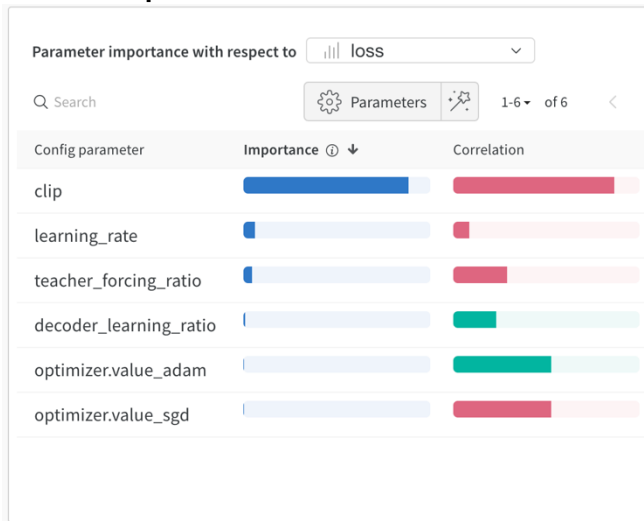 Parameter importance with respect to loss
Search Parameters 1-6 of 6
Config parameter Importance Correlation
clip
learning_rate
teacher_forcing_ratio
decoder_learning_ratio
optimizer.value_adam
optimizer.value_sgd